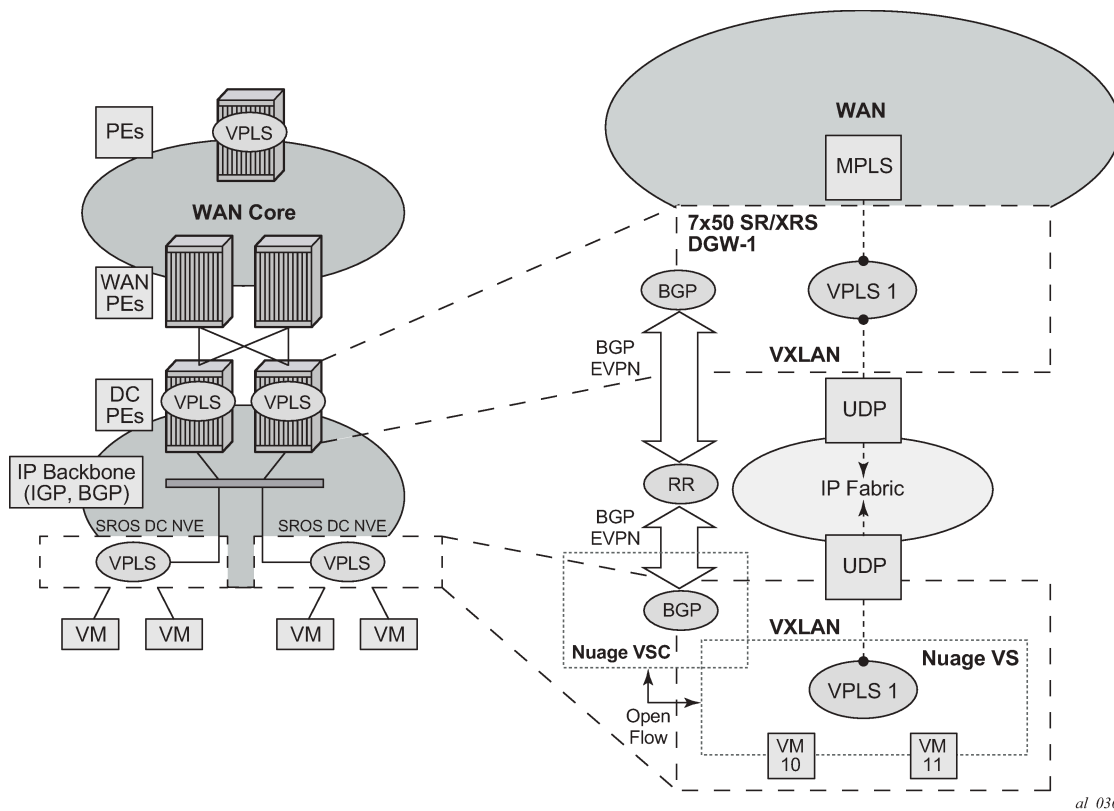 PEs
VPLS
WAN Core
WAN
PEs
DC
PEs
VPLS
VPLS
IP Backbone
(IGP, BGP)
SROS DC NVE
SROS DC NVE
VPLS
VPLS
VM
VM
VM
VM
WAN
MPLS
7x50 SR/XRS
DGW-1
BGP
VPLS 1
BGP
EVPN
VXLAN
UDP
RR
IP Fabric
BGP
EVPN
UDP
BGP
VXLAN
Nuage VSC
Nuage VS
VPLS 1
Open
Flow
VM
10
VM
11